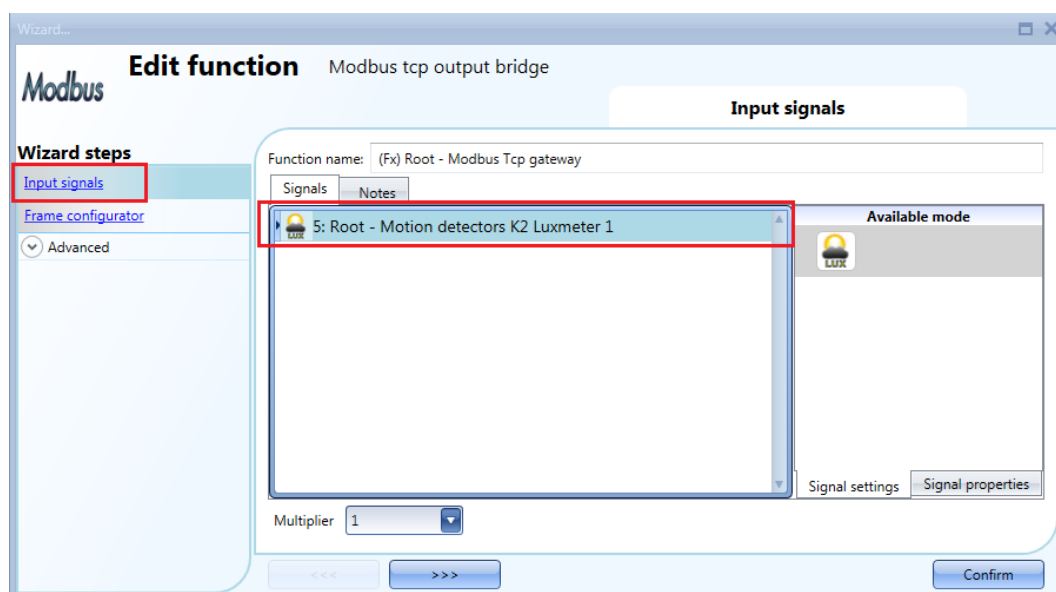 Wizard...
Modbus
Edit function Modbus tcp output bridge
Input signals
Wizard steps
Input signals
Frame configurator
Advanced
Function name: (Fx) Root - Modbus Tcp gateway
Signals Notes
LUX 5: Root - Motion detectors K2 Luxmeter 1
Available mode
LUX
Signal settings Signal properties
Multiplier 1
<<< >>> Confirm